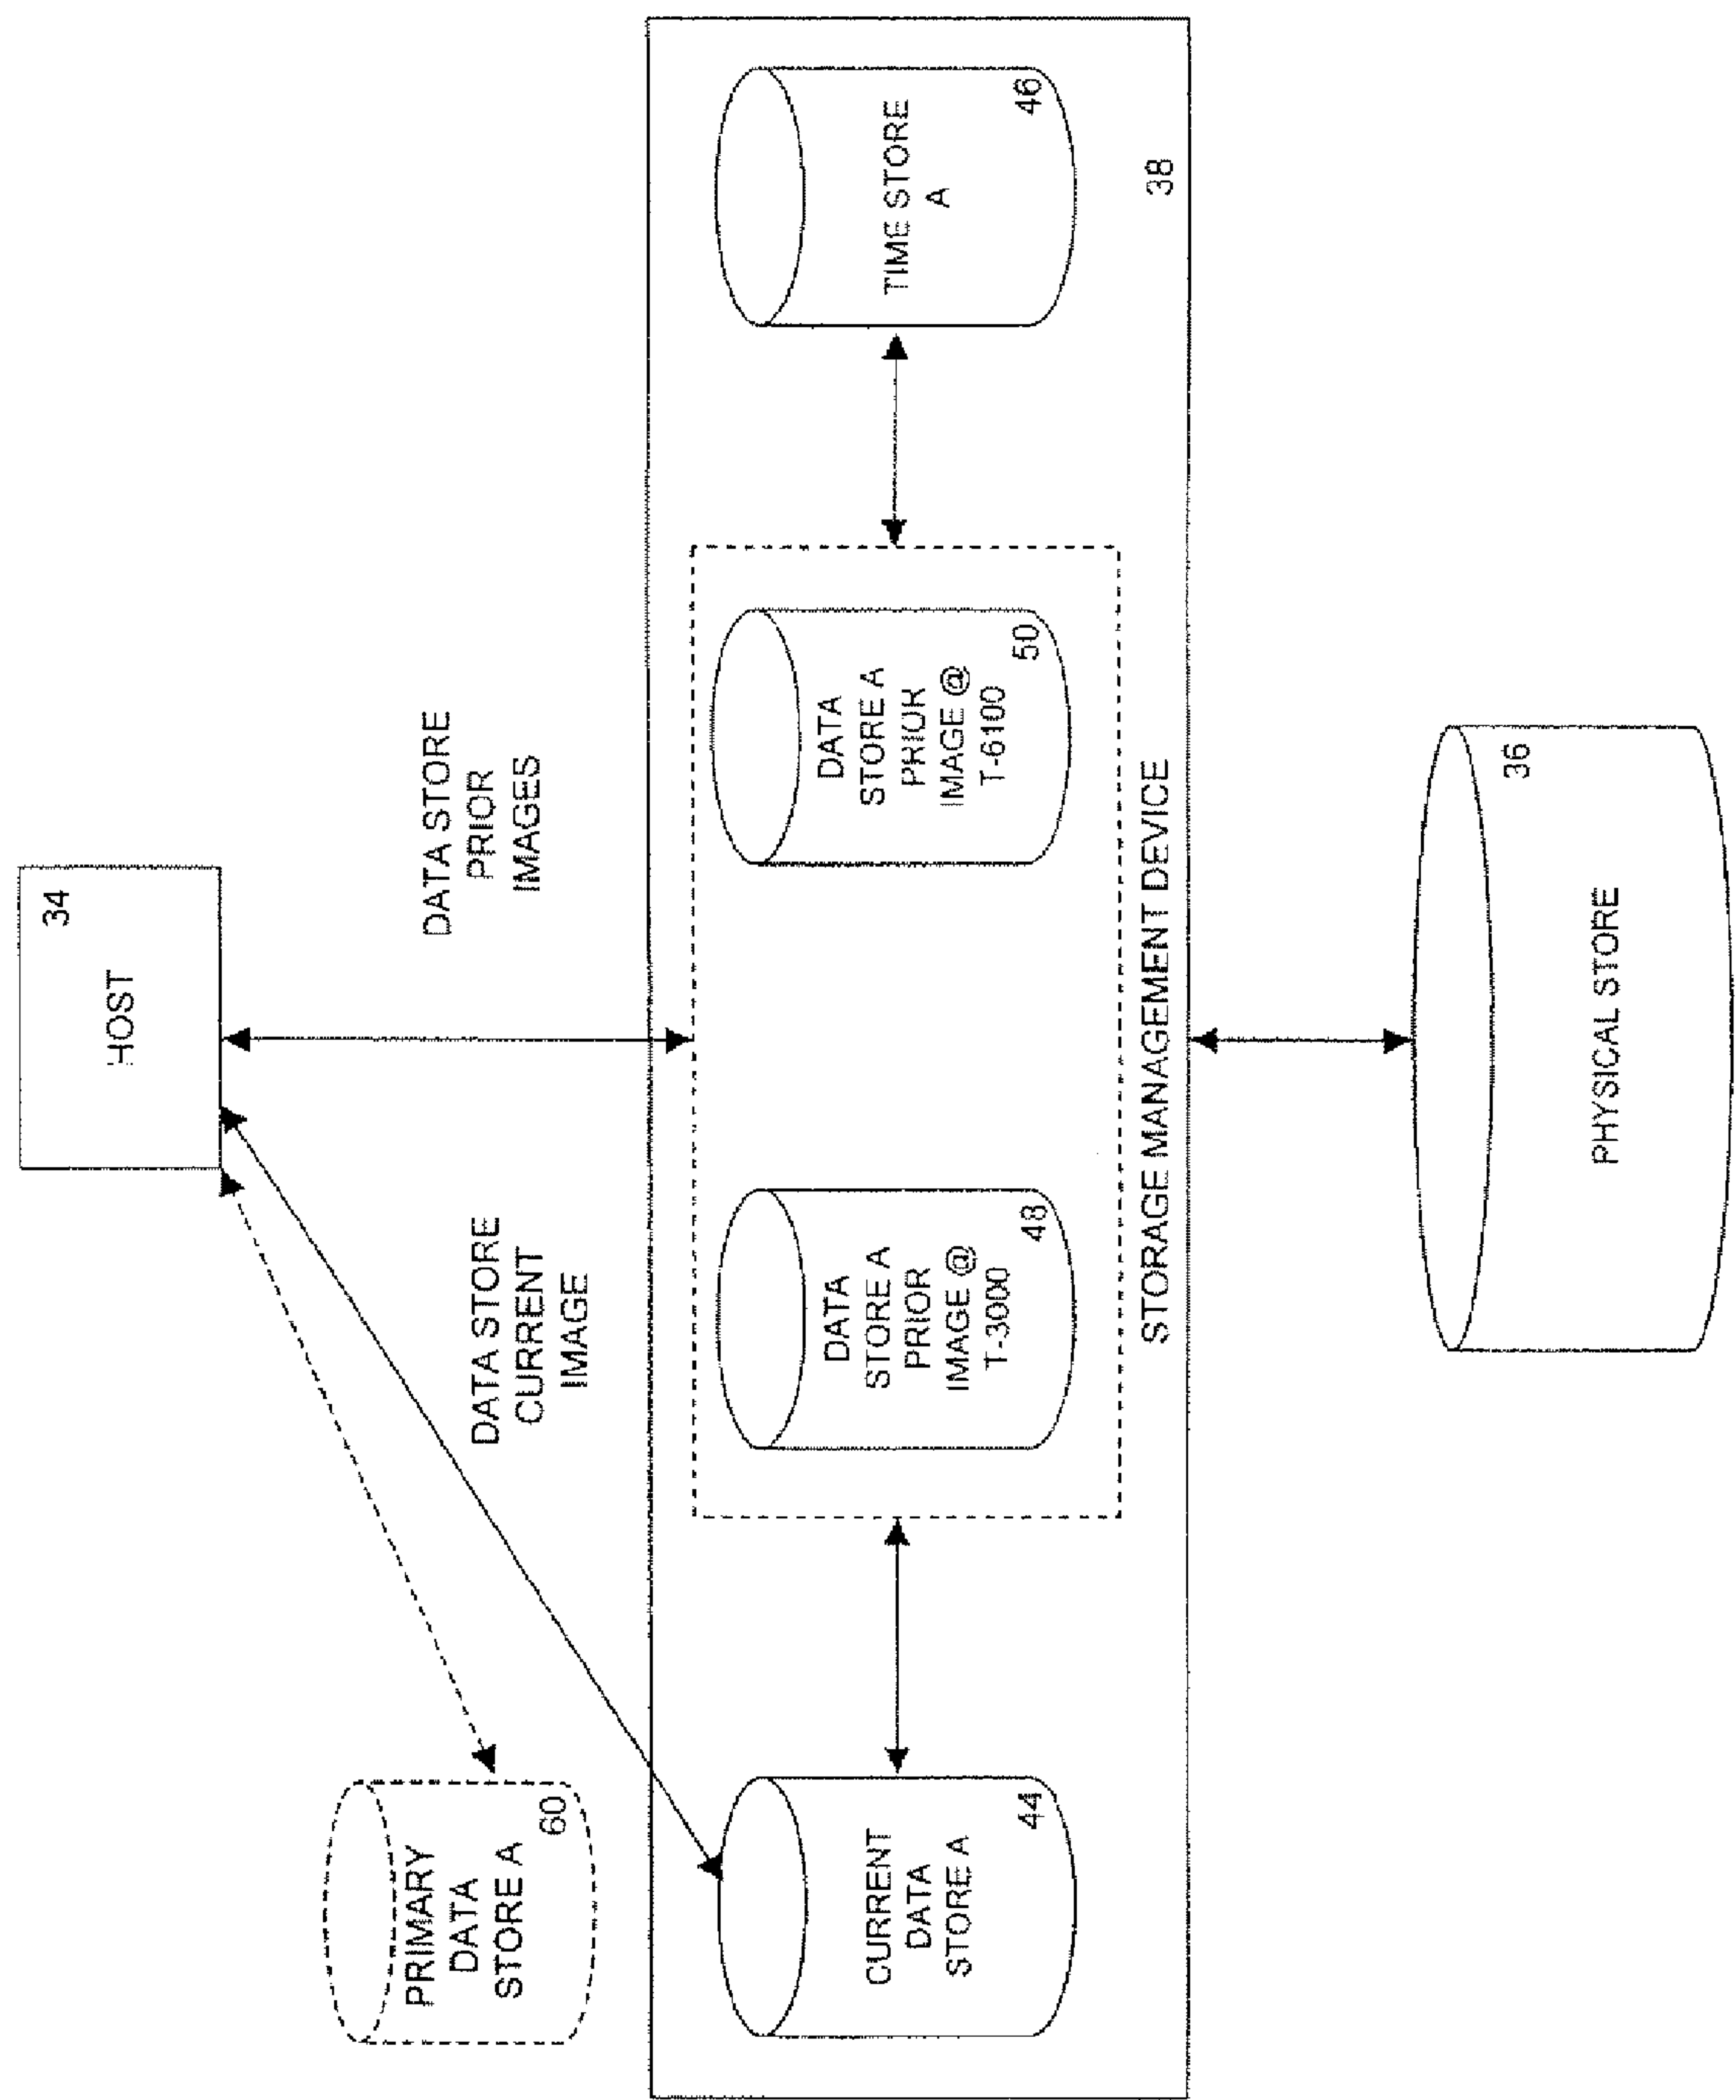 34
HOST
DATA STORE
PRIOR
IMAGES
DATA STORE
CURRENT
IMAGE
PRIMARY
DATA
STORE A
60
CURRENT
DATA
STORE A
44
DATA
STORE A
PRIOR
IMAGE @
T-3000
48
DATA
STORE A
PRIOR
IMAGE @
T-6100
50
TIME STORE
A
46
38
STORAGE MANAGEMENT DEVICE
36
PHYSICAL STORE